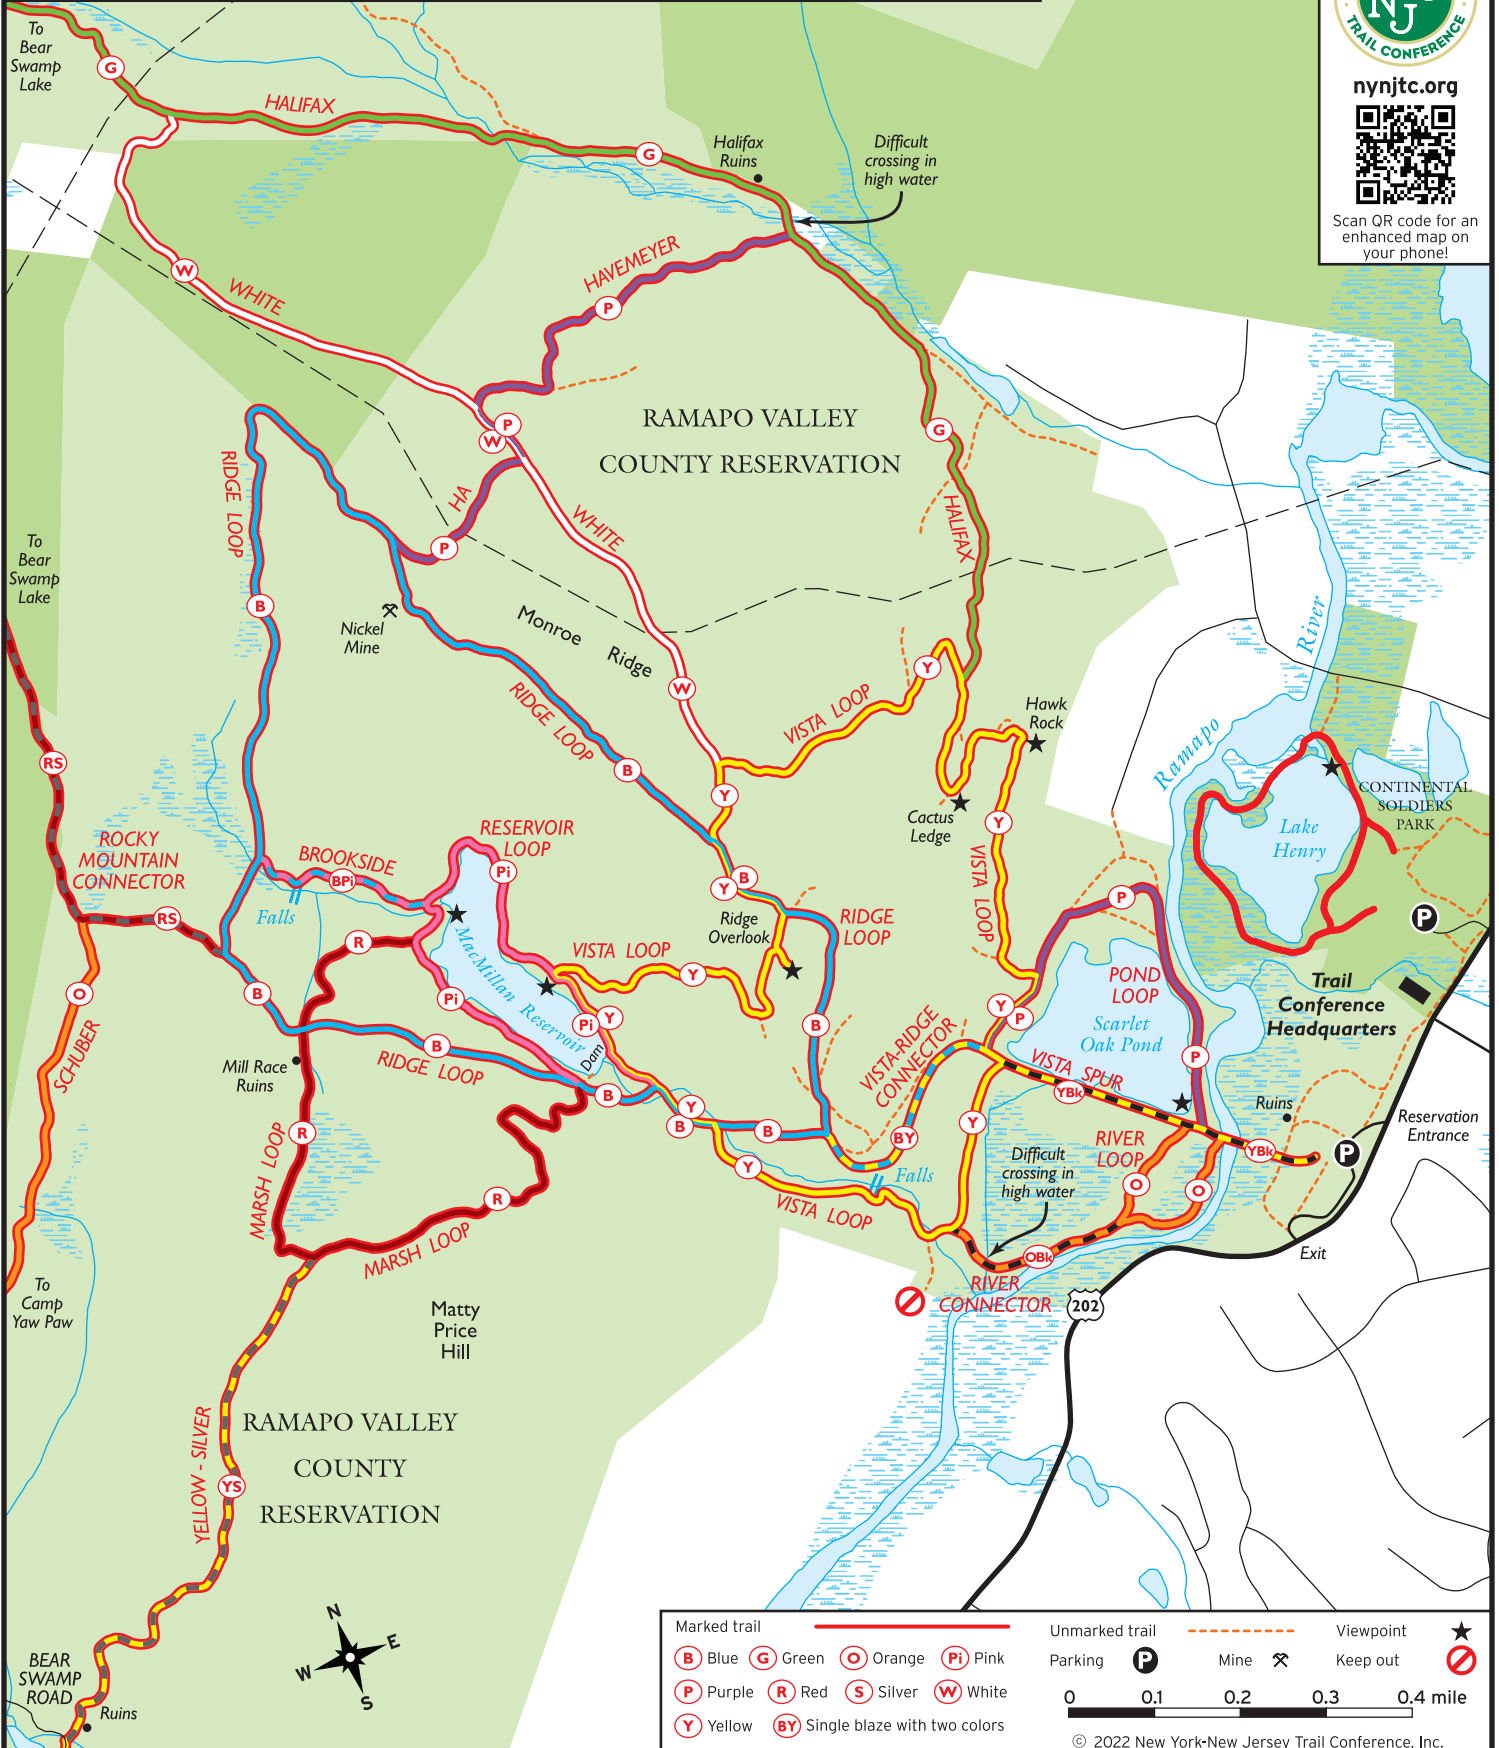 To
Bear
Swamp
Lake
G
HALIFAX
G
Halifax
Ruins
Difficult
crossing in
high water
NJ
TRAIL CONFERENCE
nynjtc.org
Scan QR code for an
enhanced map on
your phone!
W
WHITE
HAVEMEYER
P
RAMAPO VALLEY
COUNTY RESERVATION
P
W
G
HA
WHITE
HALIFAX
P
RIDGE LOOP
B
To
Bear
Swamp
Lake
Nickel
Mine
Monroe
Ridge
W
Y
River
RIDGE LOOP
VISTA LOOP
Hawk
Rock
Ramapo
RS
B
Y
Cactus
Ledge
Y
CONTINENTAL
SOLDIERS
PARK
Lake
Henry
ROCKY
MOUNTAIN
CONNECTOR
BROOKSIDE
BPi
RESERVOIR
LOOP
Pi
B
Y
VISTA LOOP
P
P
RS
Falls
R
Ridge
Overlook
RIDGE
LOOP
MacMillan Reservoir
VISTA LOOP
Y
O
B
Pi
Pi
Y
B
Y
P
POND
LOOP
Scarlet
Oak Pond
Trail
Conference
Headquarters
SCHUBER
Mill Race
Ruins
B
RIDGE LOOP
Dam
B
VISTA-RIDGE
CONNECTOR
VISTA SPUR
YBk
P
Ruins
Reservation
Entrance
R
MARSH LOOP
Y
B
B
BY
Y
RIVER
LOOP
YBk
P
Difficult
crossing in
high water
Y
Falls
O
O
R
MARSH LOOP
VISTA LOOP
OBk
Exit
RIVER
CONNECTOR
202
To
Camp
Yaw Paw
Matty
Price
Hill
YELLOW - SILVER
RAMAPO VALLEY
COUNTY
RESERVATION
YS
N
E
W
S
BEAR
SWAMP
ROAD
Ruins
Marked trail
Unmarked trail
Viewpoint
B Blue G Green O Orange Pi Pink
Parking P Mine Keep out
P Purple R Red S Silver W White
0 0.1 0.2 0.3 0.4 mile
Y Yellow BY Single blaze with two colors
© 2022 New York-New Jersey Trail Conference, Inc.